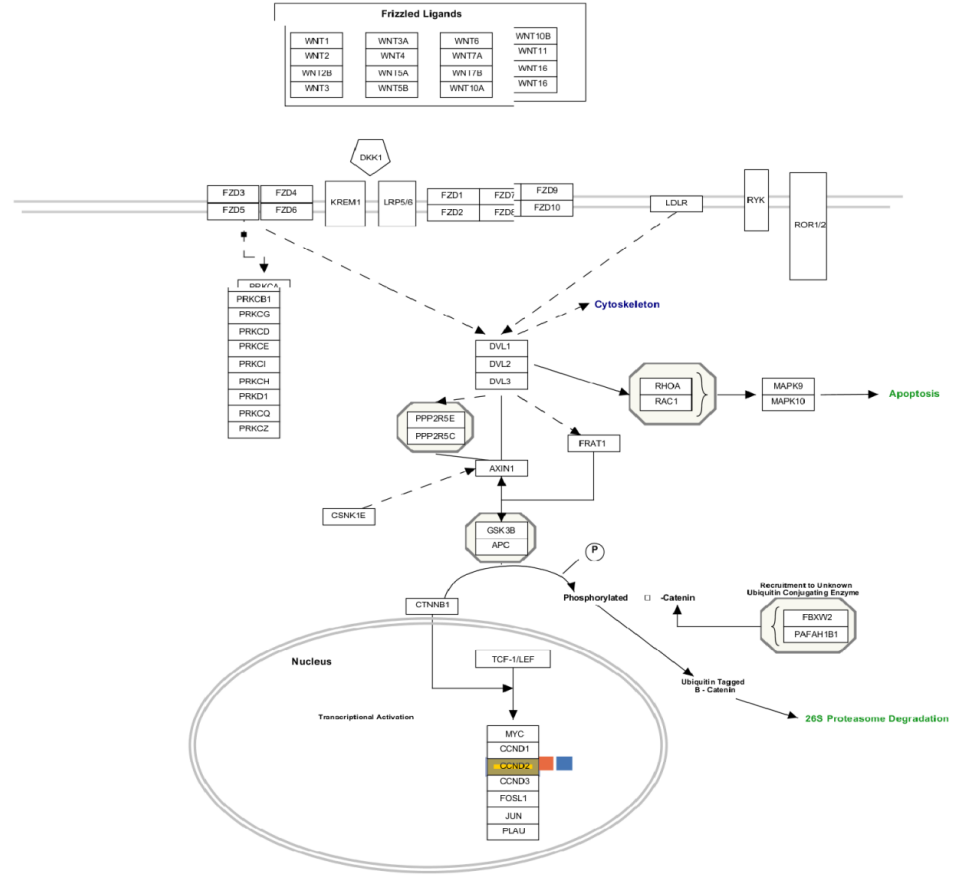 Frizzled Ligands
WNT1
WNT2
WNT2B
WNT3
WNT3A
WNT4
WNT5A
WNT5B
WNT6
WNT7A
WNT7B
WNT10A
WNT10B
WNT11
WNT16
WNT16
DKK1
FZD3
FZD4
FZD5
FZD6
KREM1
LRP5/6
FZD1
FZD7
FZD2
FZD8
FZD9
FZD10
LDLR
RYK
ROR1/2
PRKCA
PRKCB1
PRKCG
PRKCD
PRKCE
PRKCI
PRKCH
PRKD1
PRKCQ
PRKCZ
Cytoskeleton
DVL1
DVL2
DVL3
RHOA
RAC1
MAPK9
MAPK10
Apoptosis
PPP2R5E
PPP2R5C
FRAT1
AXIN1
CSNK1E
GSK3B
APC
P
CTNNB1
Phosphorylated □ -Catenin
Recruitment to Unknown
Ubiquitin Conjugating Enzyme
FBXW2
PAFAH1B1
Nucleus
TCF-1/LEF
Ubiquitin Tagged
B - Catenin
26S Proteasome Degradation
Transcriptional Activation
MYC
CCND1
CCND2
CCND3
FOSL1
JUN
PLAU